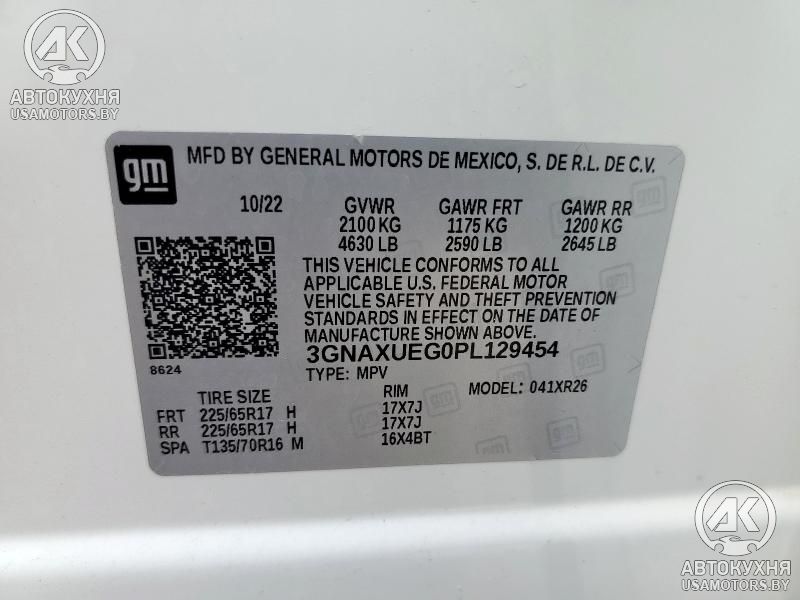 AK
АВТОКУХНЯ
USAMOTORS.BY
gm MFD BY GENERAL MOTORS DE MEXICO, S. DE R.L. DE C.V.
10/22 GVWR GAWR FRT GAWR RR
2100 KG 1175 KG 1200 KG
4630 LB 2590 LB 2645 LB
THIS VEHICLE CONFORMS TO ALL
APPLICABLE U.S. FEDERAL MOTOR
VEHICLE SAFETY AND THEFT PREVENTION
STANDARDS IN EFFECT ON THE DATE OF
MANUFACTURE SHOWN ABOVE.
8624 3GNAXUEG0PL129454
TYPE: MPV MODEL: 041XR26
TIRE SIZE RIM
FRT 225/65R17 H 17X7J
RR 225/65R17 H 17X7J
SPA T135/70R16 M 16X4BT
AK
АВТОКУХНЯ
USAMOTORS.BY